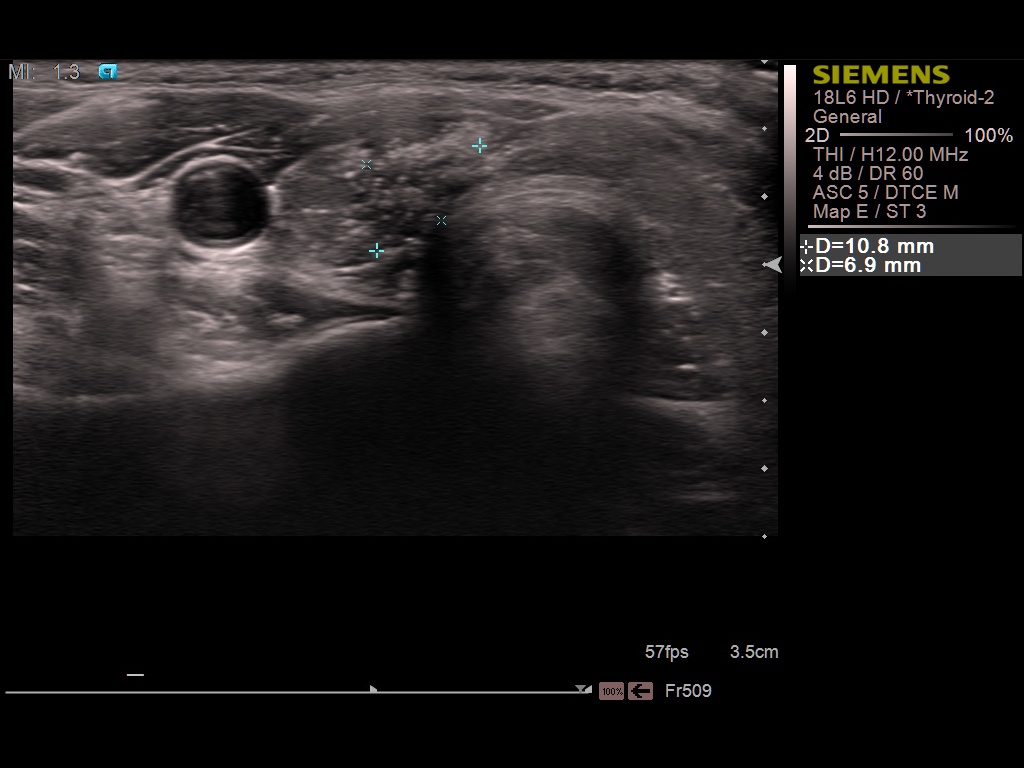 MI: 1.3
SIEMENS
18L6 HD / *Thyroid-2
General
2D 100%
THI / H12.00 MHz
4 dB / DR 60
ASC 5 / DTCE M
Map E / ST 3
D=10.8 mm
D=6.9 mm
57fps 3.5cm
100% Fr509